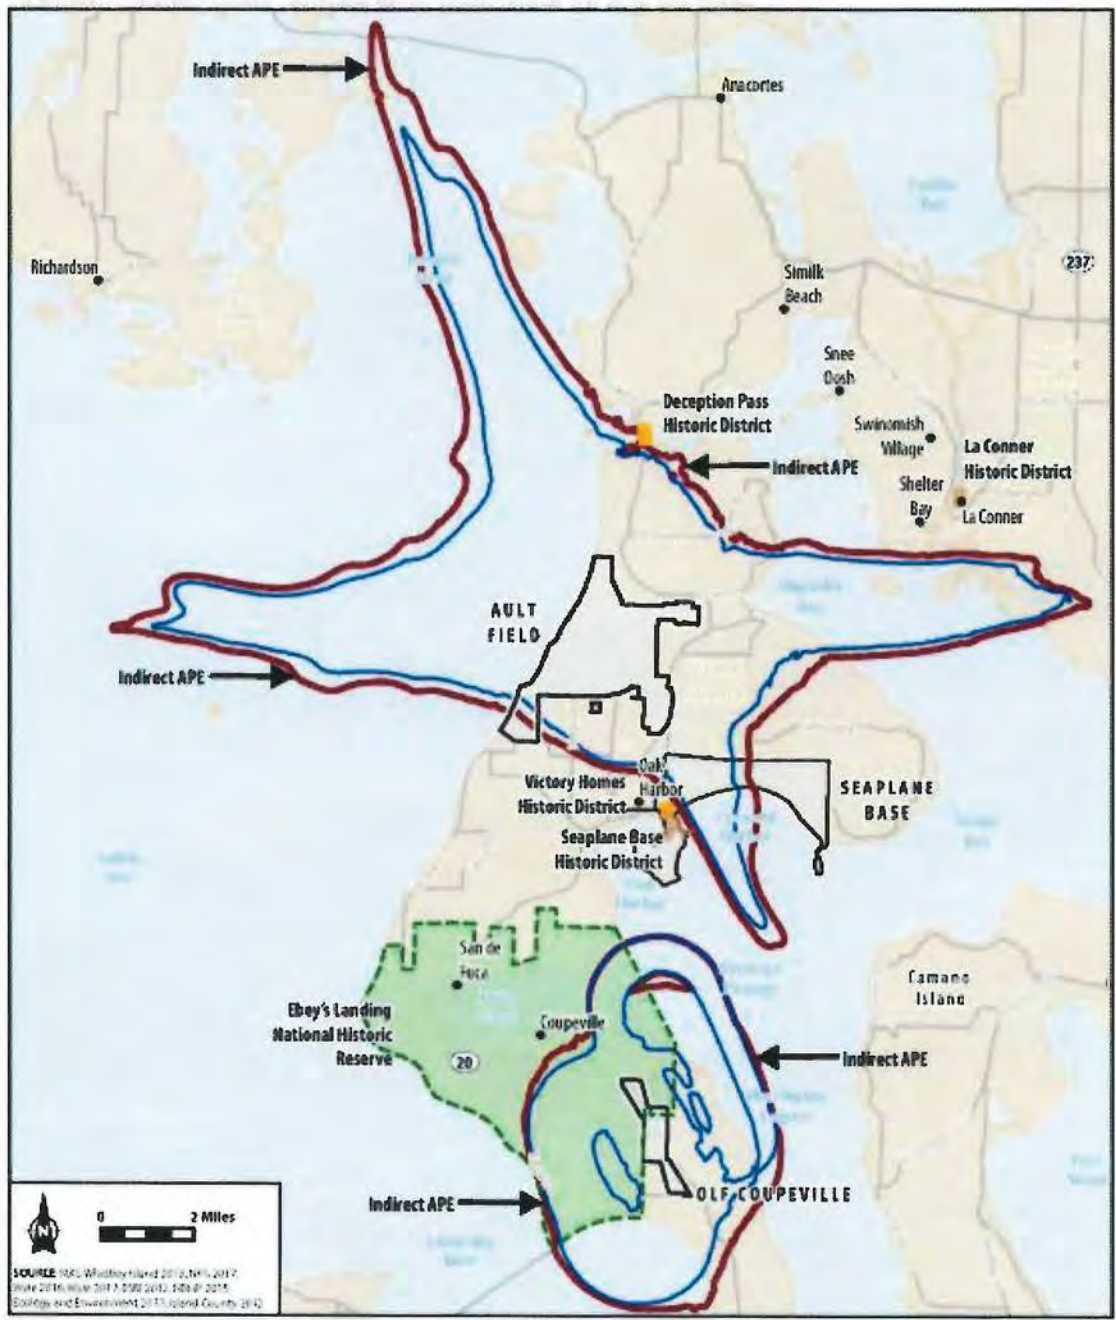 Indirect APE
Anacortes
237
Richardson
Similk
Beach
Snee
Oosh
Deception Pass
Historic District
Swinomish
Village
La Conner
Historic District
Indirect APE
Shelter
Bay
La Conner
AULT
FIELD
Indirect APE
Oak
Harbor
Victory Homes
Historic District
SEAPLANE
BASE
Seaplane Base
Historic District
San de
Fuca
Camano
Island
Ebey's Landing
National Historic
Reserve
Coupeville
20
Indirect APE
Indirect APE
OLF COUPEVILLE
N
0 2 Miles
SOURCE